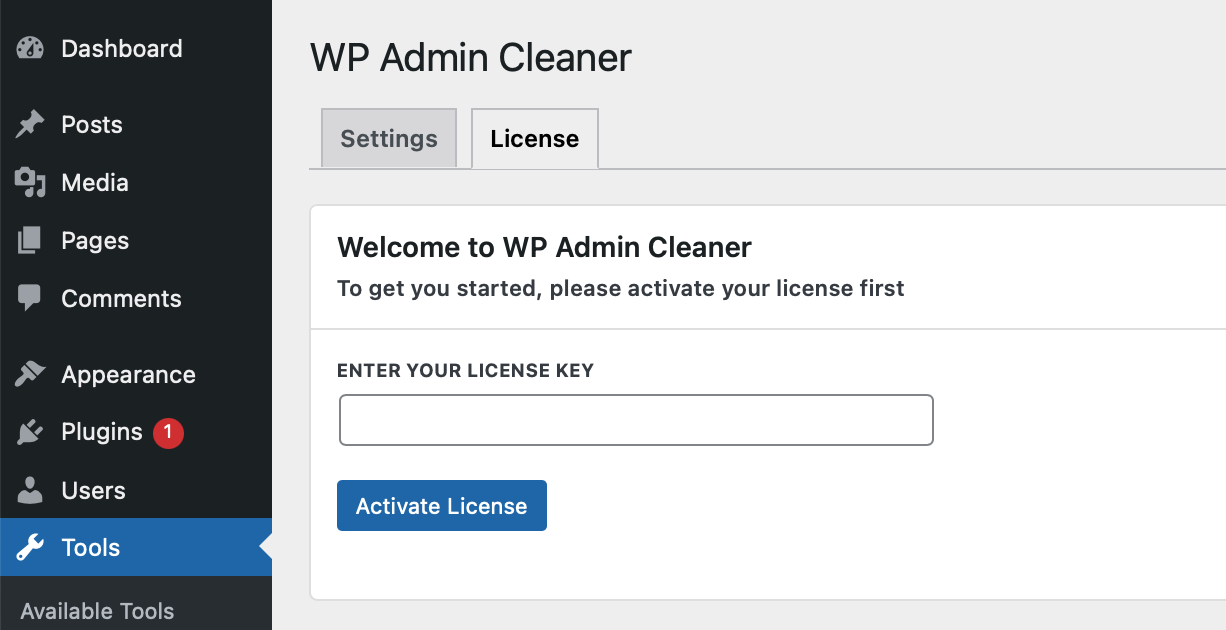 Dashboard
Posts
Media
Pages
Comments
Appearance
Plugins 1
Users
Tools
Available Tools
WP Admin Cleaner
Settings License
Welcome to WP Admin Cleaner
To get you started, please activate your license first
ENTER YOUR LICENSE KEY
Activate License